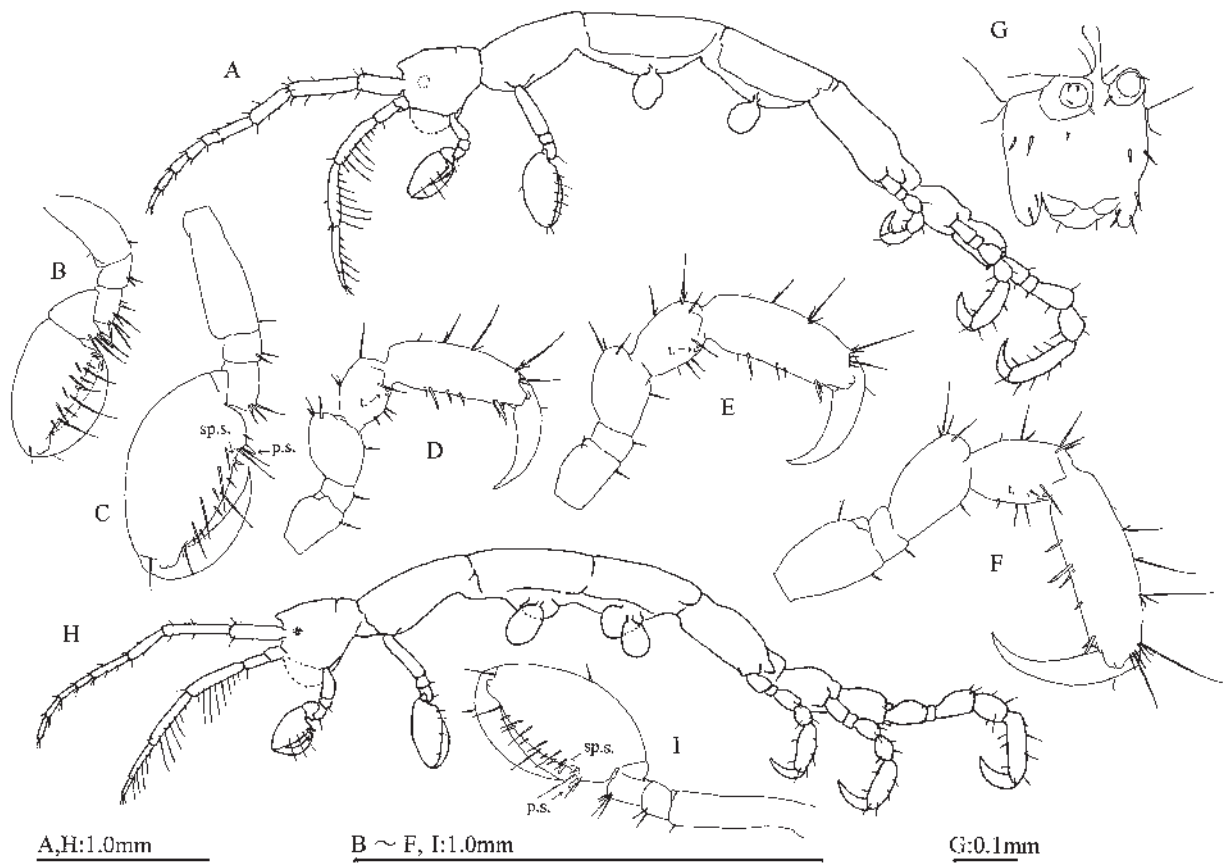 A
G
B
sp.s.
p.s.
C
D
t.
E
t.
F
H
sp.s.
p.s.
I
A,H:1.0mm
B ～ F, I:1.0mm
G:0.1mm